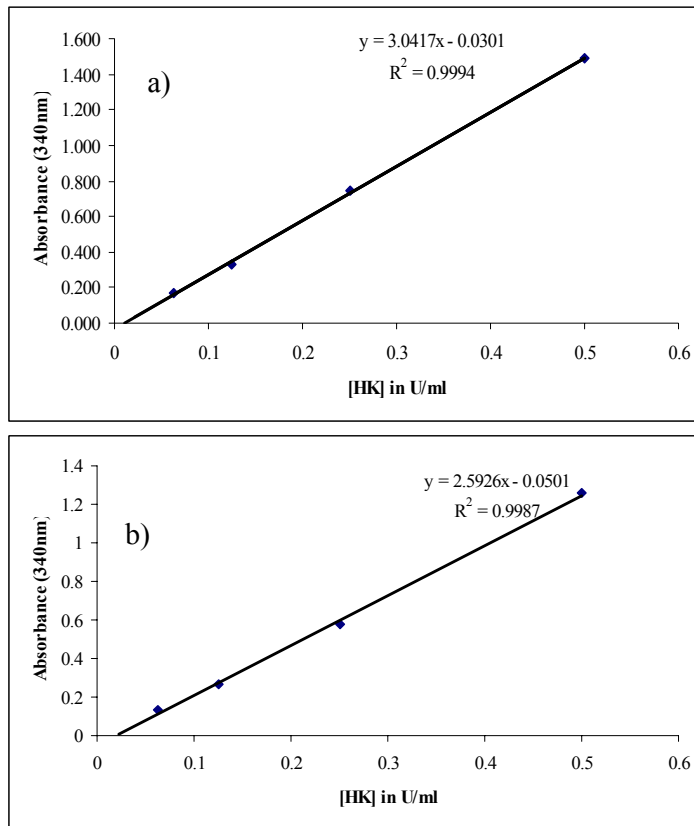 y = 3.0417x - 0.0301
R² = 0.9994
a)
1.600
1.400
1.200
1.000
0.800
0.600
0.400
0.200
0.000
Absorbance (340nm)
0 0.1 0.2 0.3 0.4 0.5 0.6
[HK] in U/ml
y = 2.5926x - 0.0501
R² = 0.9987
b)
1.4
1.2
1
0.8
0.6
0.4
0.2
0
Absorbance (340nm)
0 0.1 0.2 0.3 0.4 0.5 0.6
[HK] in U/ml